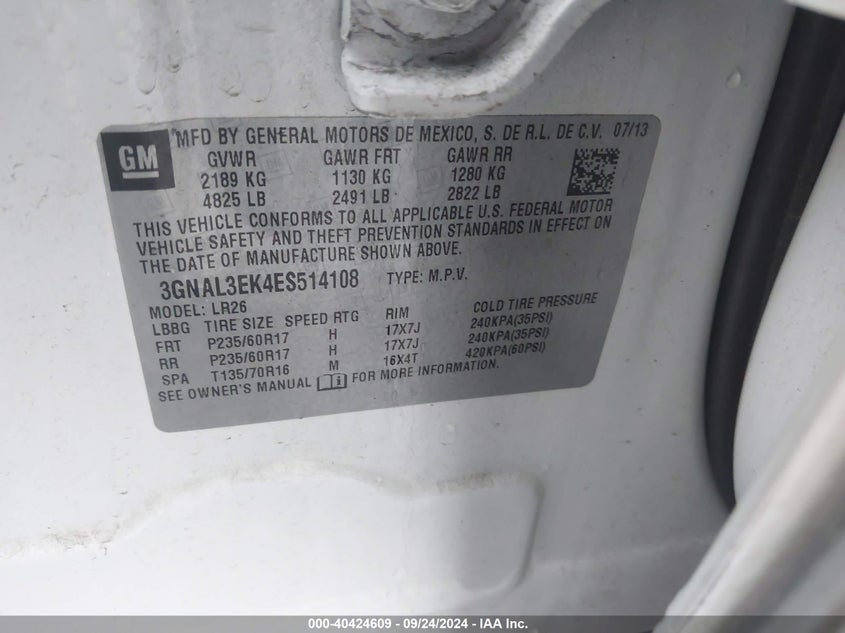 GM
MFD BY GENERAL MOTORS DE MEXICO, S. DE R.L. DE C.V. 07/13
GVWR GAWR FRT GAWR RR
2189 KG 1130 KG 1280 KG
4825 LB 2491 LB 2822 LB
THIS VEHICLE CONFORMS TO ALL APPLICABLE U.S. FEDERAL MOTOR
VEHICLE SAFETY AND THEFT PREVENTION STANDARDS IN EFFECT ON
THE DATE OF MANUFACTURE SHOWN ABOVE.
3GNAL3EK4ES514108 TYPE: M.P.V.
MODEL: LR26
LBBG TIRE SIZE SPEED RTG RIM COLD TIRE PRESSURE
FRT P235/60R17 H 17X7J 240KPA(35PSI)
RR P235/60R17 H 17X7J 240KPA(35PSI)
SPA T135/70R16 M 16X4T 420KPA(60PSI)
SEE OWNER'S MANUAL FOR MORE INFORMATION.
000-40424609 - 09/24/2024 - IAA Inc.